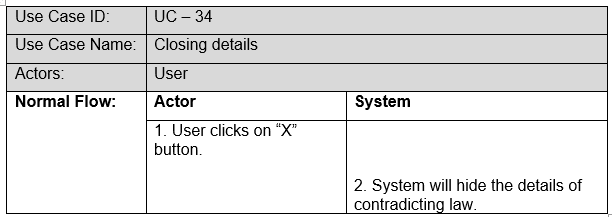 Use Case ID: UC – 34
Use Case Name: Closing details
Actors: User
Normal Flow: Actor System
1. User clicks on “X”
button.
2. System will hide the details of
contradicting law.